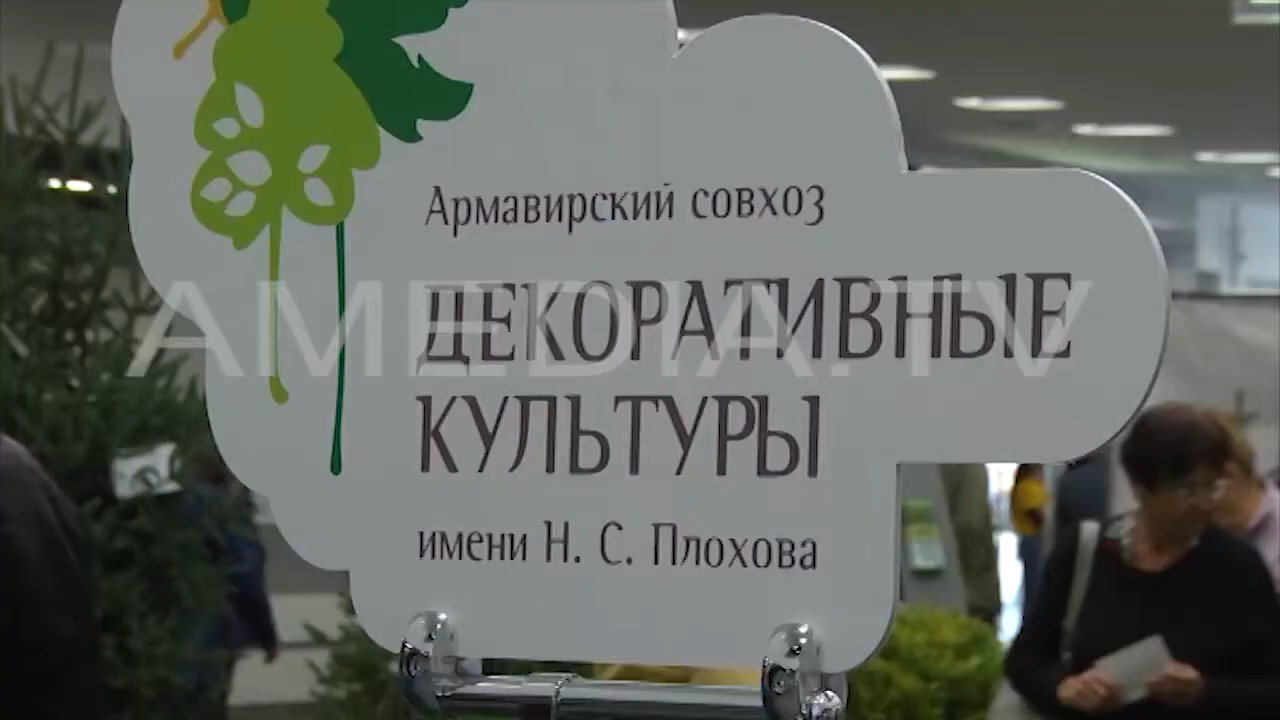 Армавирский совхоз
ДЕКОРАТИВНЫЕ
AMEDIA.TV
КУЛЬТУРЫ
имени Н. С. Плохова